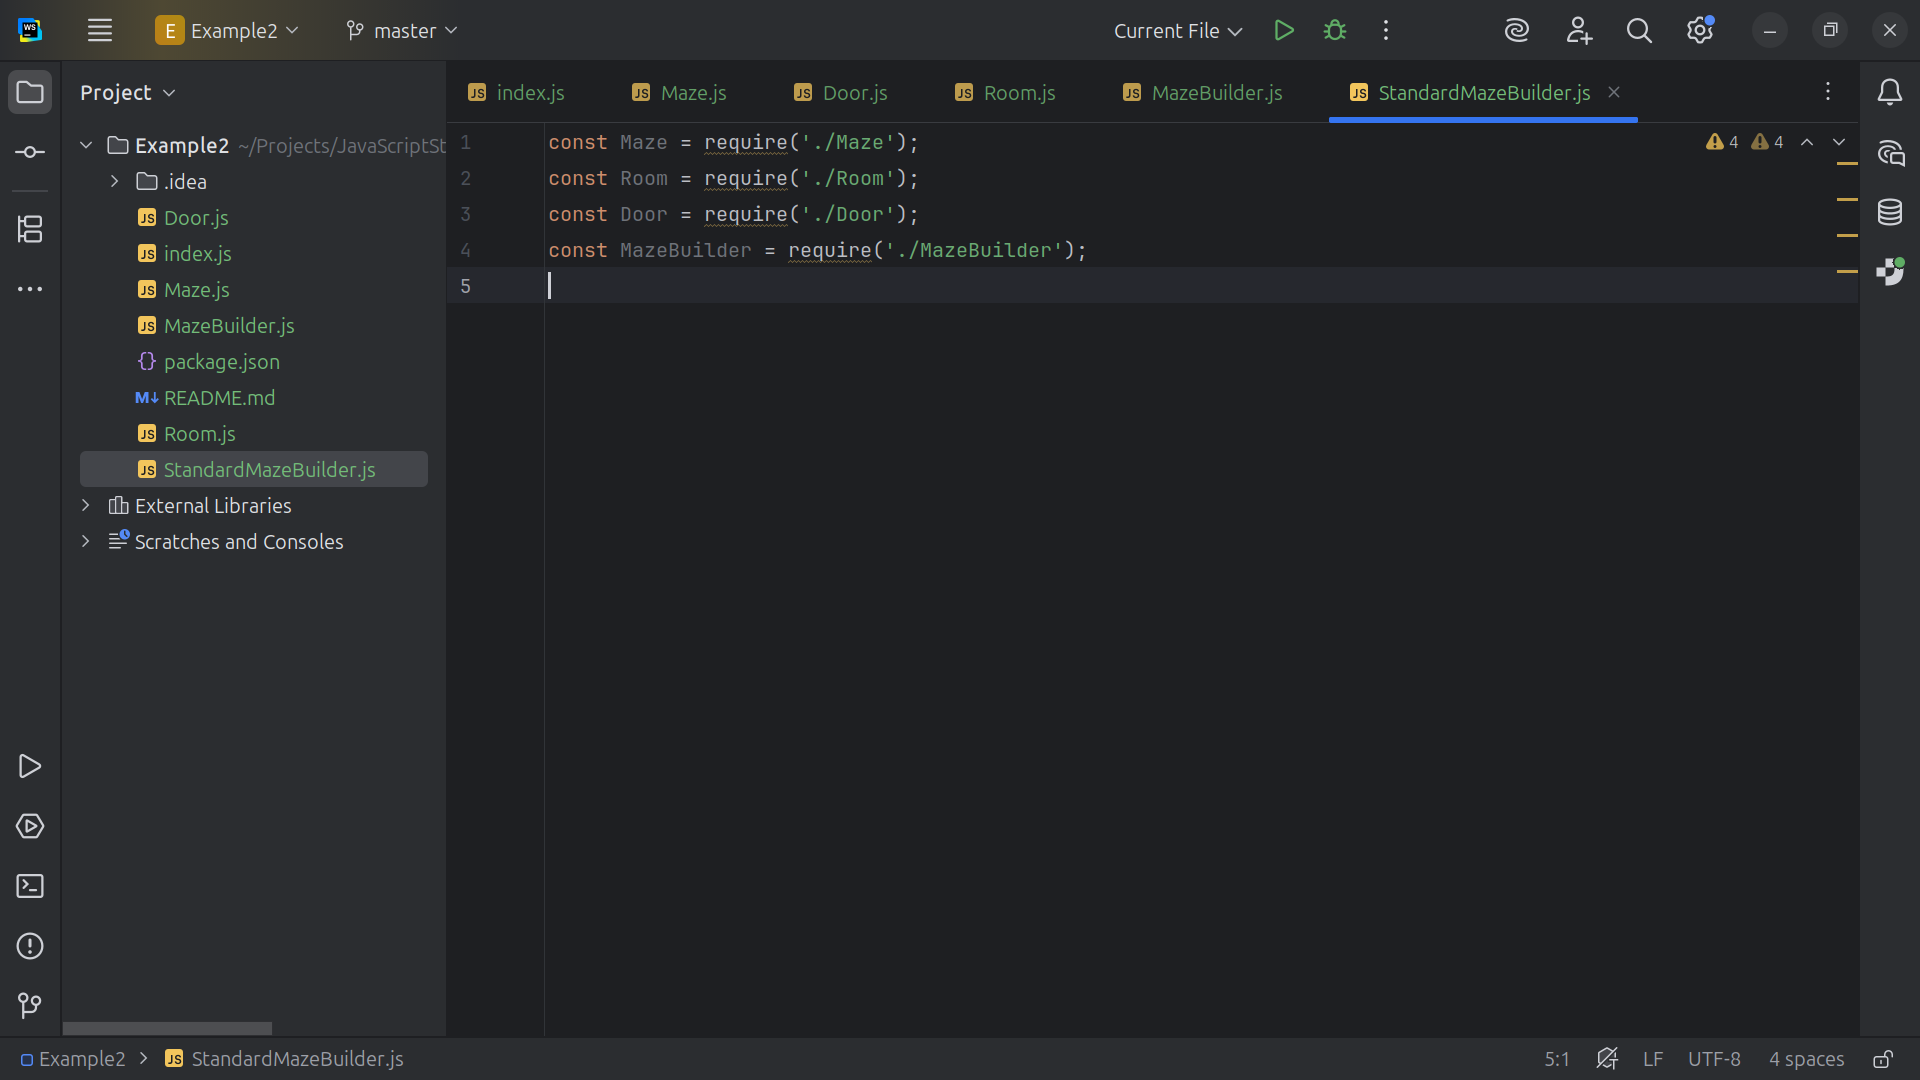 WS
E Example2
master
Current File
Project
index.js
Maze.js
Door.js
Room.js
MazeBuilder.js
StandardMazeBuilder.js
Example2 ~/Projects/JavaScriptSt
.idea
Door.js
index.js
Maze.js
MazeBuilder.js
package.json
README.md
Room.js
StandardMazeBuilder.js
External Libraries
Scratches and Consoles
1 const Maze = require('./Maze');
2 const Room = require('./Room');
3 const Door = require('./Door');
4 const MazeBuilder = require('./MazeBuilder');
5
4 4
Example2 > StandardMazeBuilder.js
5:1 LF UTF-8 4 spaces